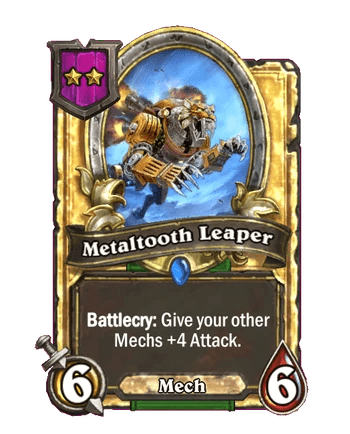 Metaltooth Leaper
Battlecry: Give your other
Mechs +4 Attack.
6
Mech
6